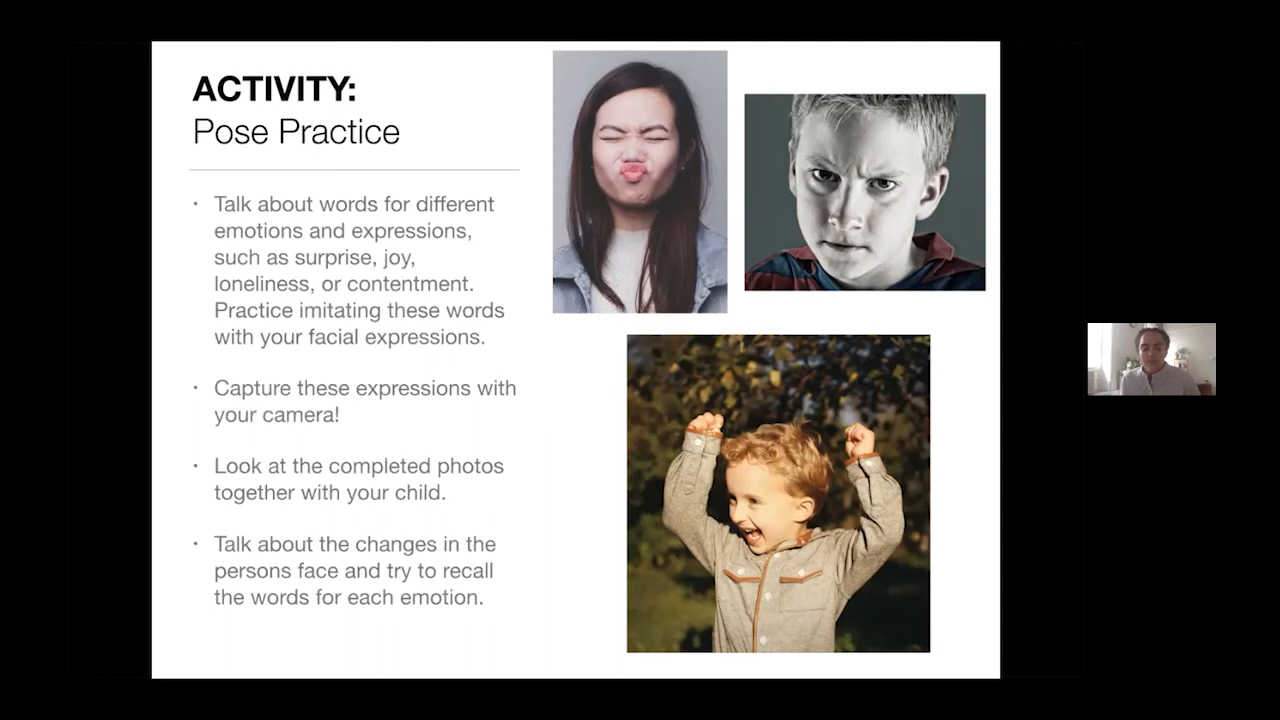 ACTIVITY:
Pose Practice
• Talk about words for different
emotions and expressions,
such as surprise, joy,
loneliness, or contentment.
Practice imitating these words
with your facial expressions.
• Capture these expressions with
your camera!
• Look at the completed photos
together with your child.
• Talk about the changes in the
persons face and try to recall
the words for each emotion.